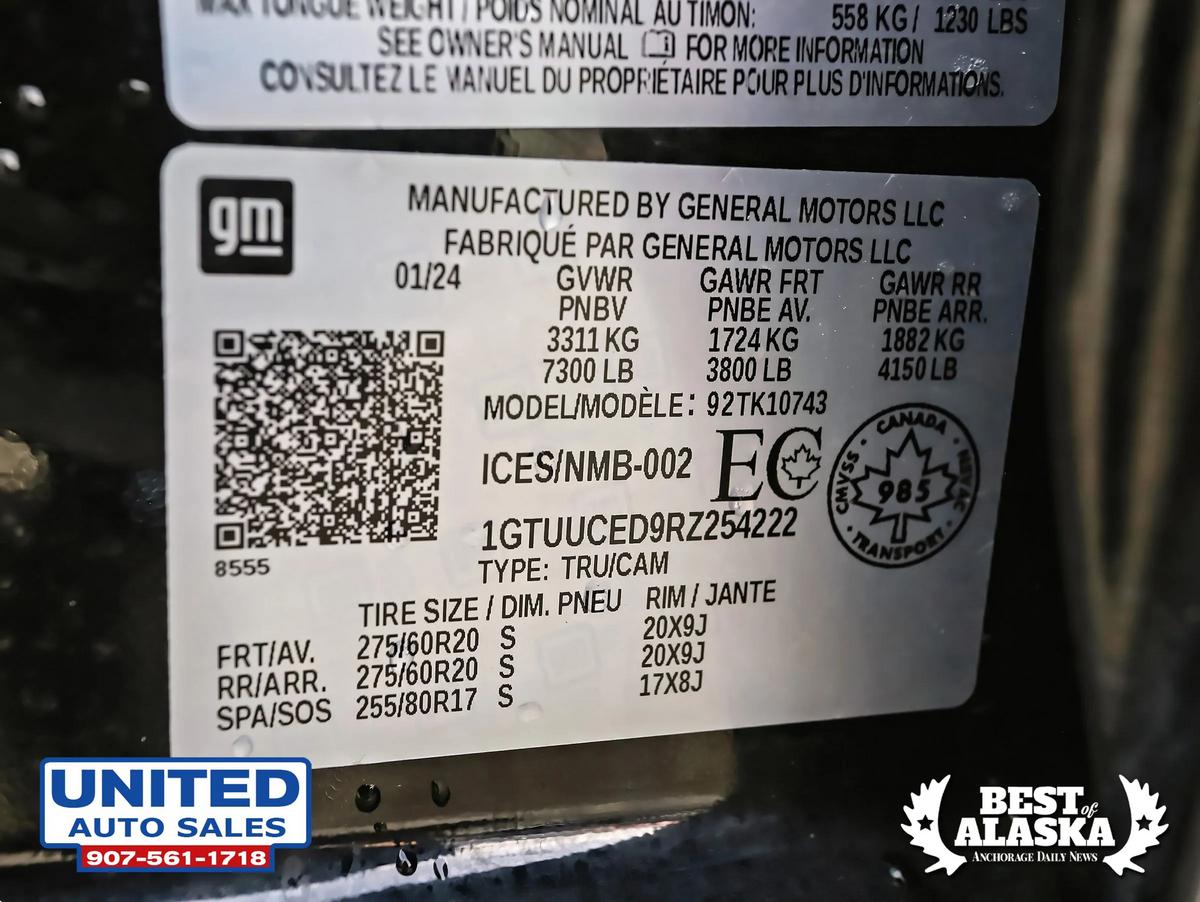 MAX TONGUE WEIGHT / POIDS NOMINAL AU TIMON: 558 KG / 1230 LBS
SEE OWNER'S MANUAL FOR MORE INFORMATION
CONSULTEZ LE MANUEL DU PROPRIÉTAIRE POUR PLUS D'INFORMATIONS.
gm
MANUFACTURED BY GENERAL MOTORS LLC
FABRIQUÉ PAR GENERAL MOTORS LLC
01/24 GVWR GAWR FRT GAWR RR
PNBV PNBE AV. PNBE ARR.
3311 KG 1724 KG 1882 KG
7300 LB 3800 LB 4150 LB
MODEL/MODÈLE: 92TK10743
ICES/NMB-002 EC
CANADA
CMVSS 985 NSVAC
TRANSPORT
1GTUUCED9RZ254222
8555
TYPE: TRU/CAM
TIRE SIZE / DIM. PNEU RIM / JANTE
FRT/AV. 275/60R20 S 20X9J
RR/ARR. 275/60R20 S 20X9J
SPA/SOS 255/80R17 S 17X8J
UNITED
AUTO SALES
907-561-1718
BEST of
ALASKA
ANCHORAGE DAILY NEWS